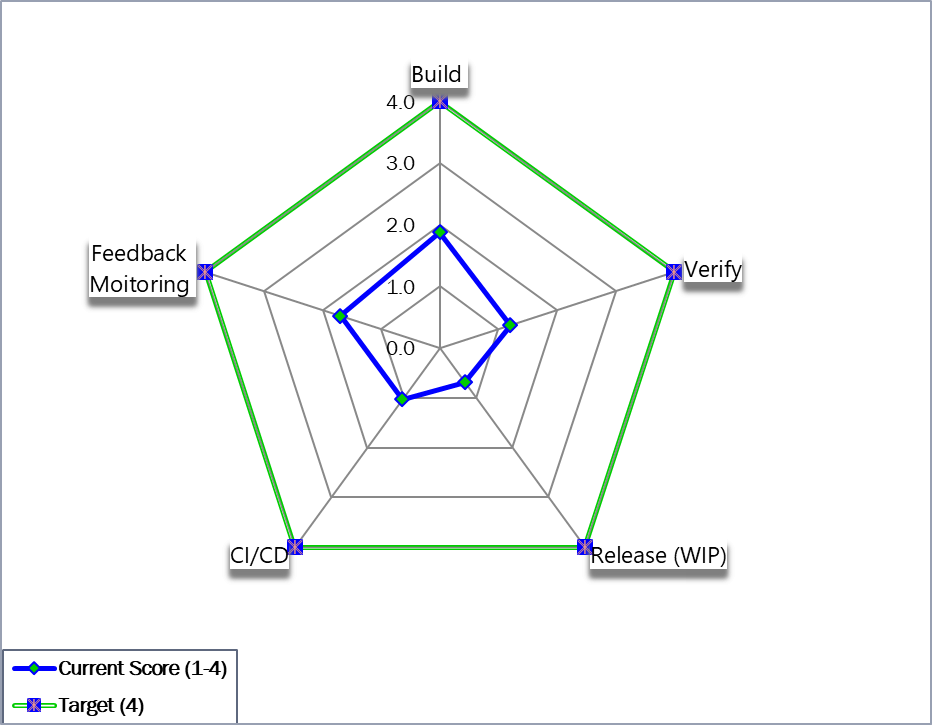 Build
4.0
3.0
2.0
1.0
0.0
Feedback
Moitoring
Verify
CI/CD
Release (WIP)
Current Score (1-4)
Target (4)